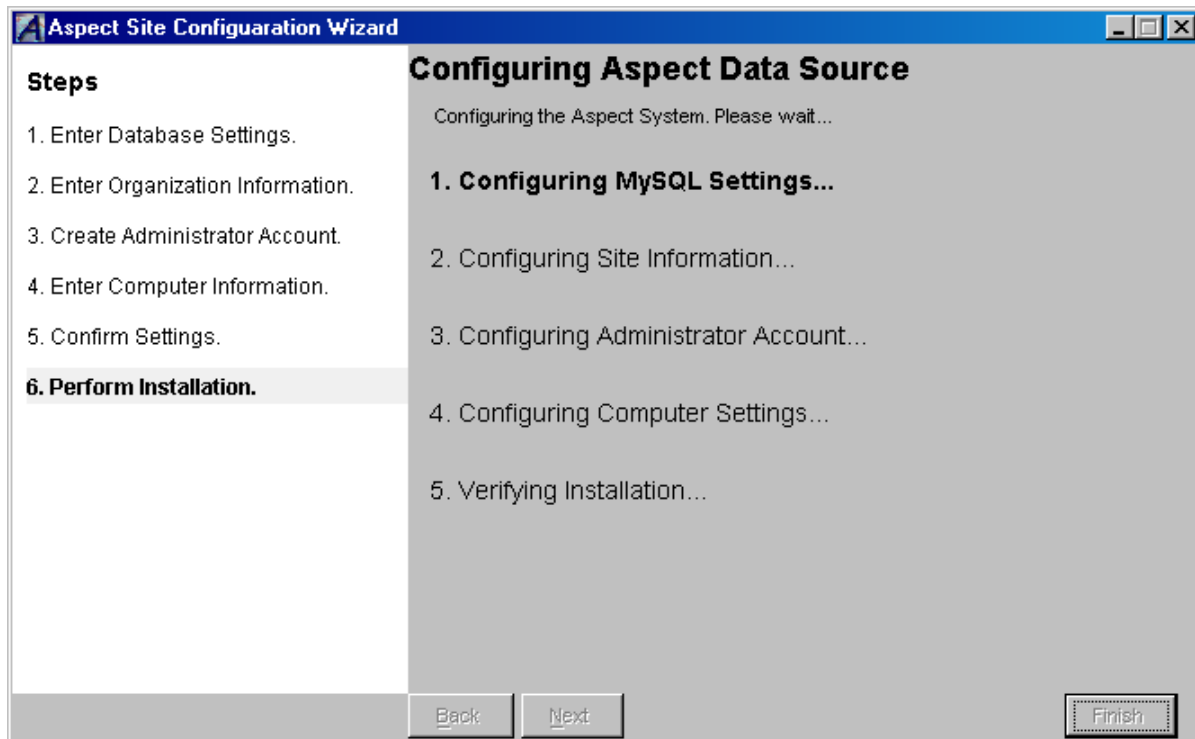 Aspect Site Configuaration Wizard
Steps
1. Enter Database Settings.
2. Enter Organization Information.
3. Create Administrator Account.
4. Enter Computer Information.
5. Confirm Settings.
6. Perform Installation.
Configuring Aspect Data Source
Configuring the Aspect System. Please wait...
1. Configuring MySQL Settings...
2. Configuring Site Information...
3. Configuring Administrator Account...
4. Configuring Computer Settings...
5. Verifying Installation...
Back Next Finish